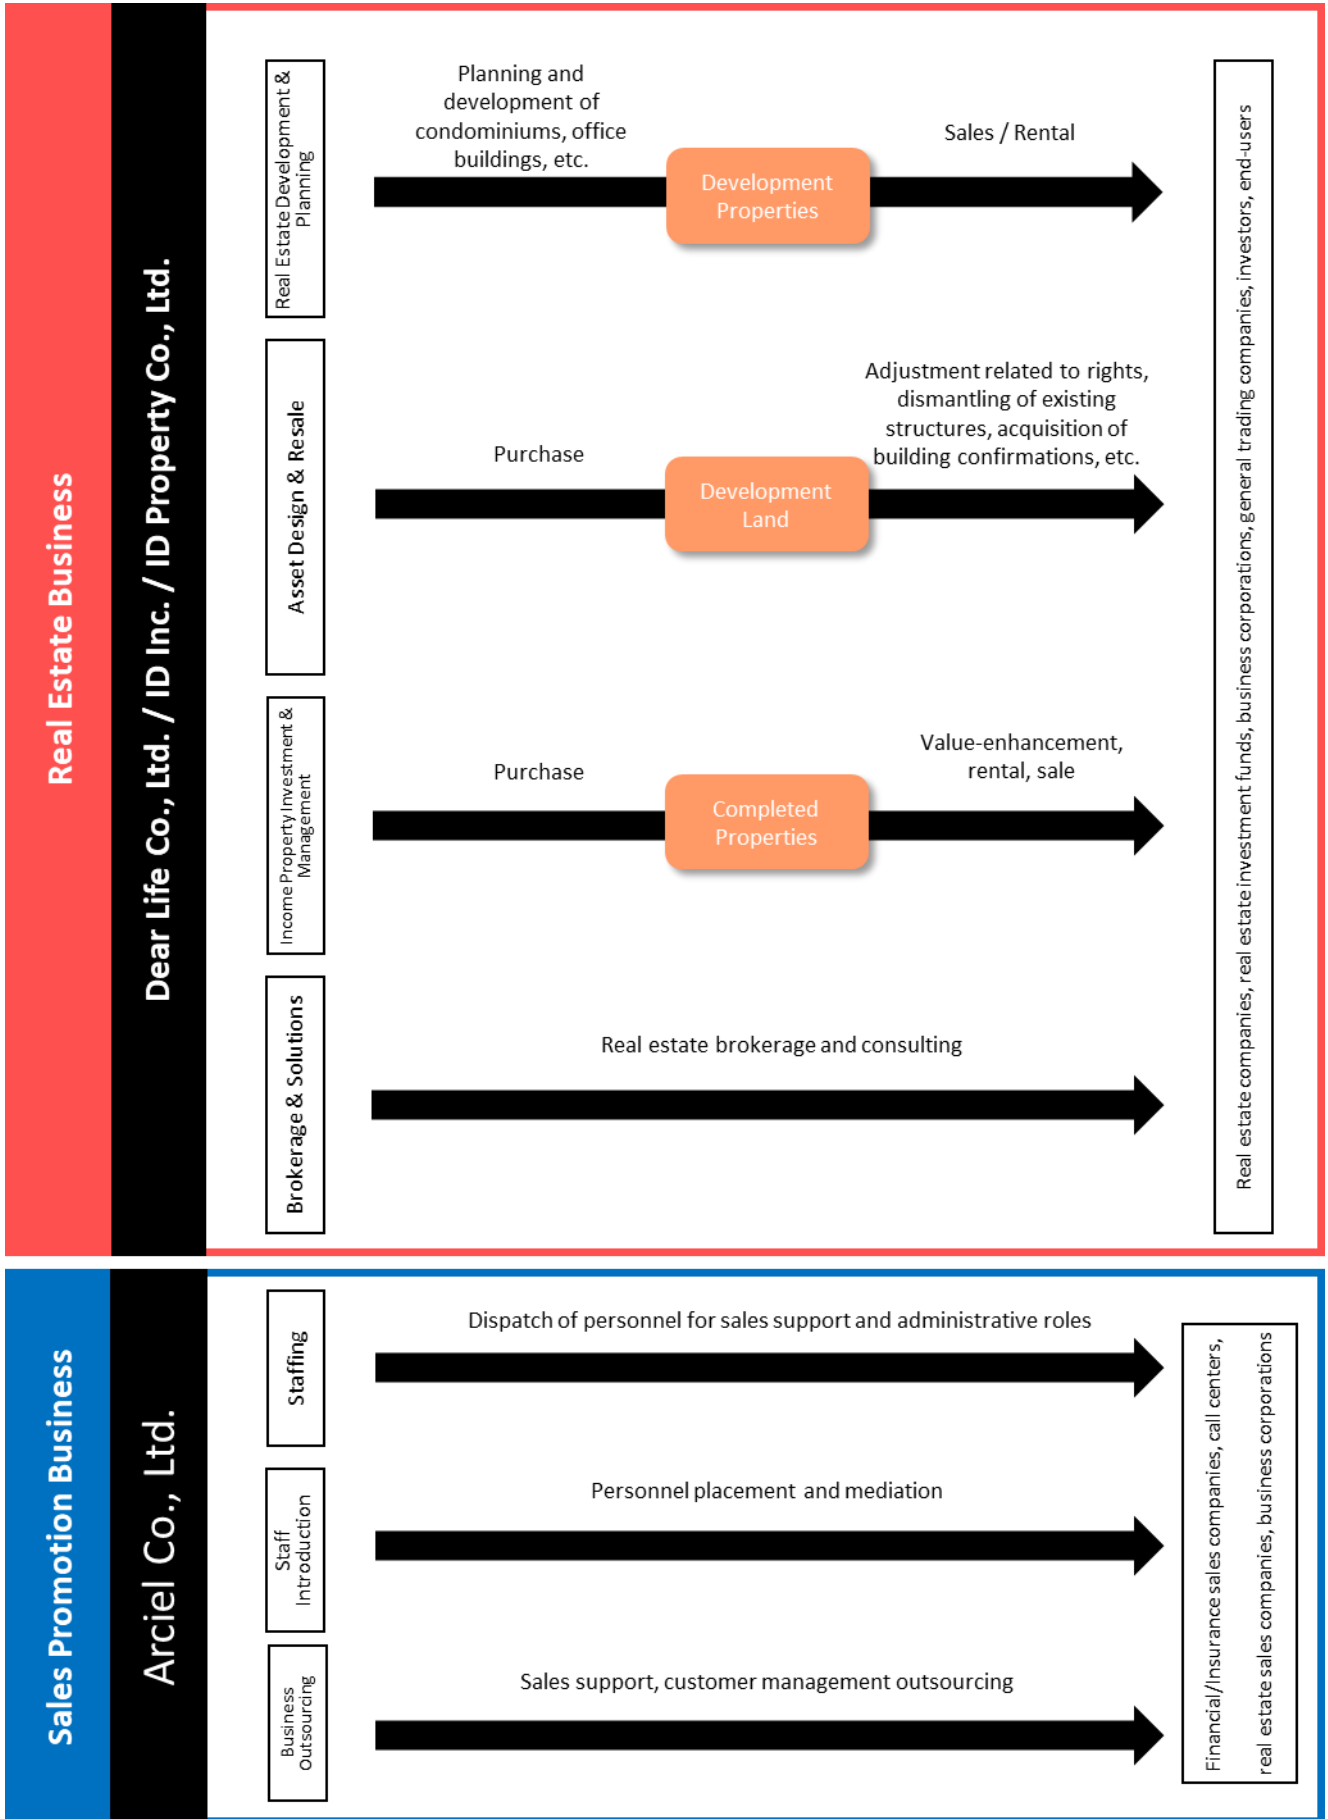 Real Estate Business
Dear Life Co., Ltd. / ID Inc. / ID Property Co., Ltd.
Real Estate Development &
Planning
Planning and
development of
condominiums, office
buildings, etc.
Development
Properties
Sales / Rental
Asset Design & Resale
Purchase
Development
Land
Adjustment related to rights,
dismantling of existing
structures, acquisition of
building confirmations, etc.
Income Property Investment &
Management
Purchase
Completed
Properties
Value-enhancement,
rental, sale
Brokerage & Solutions
Real estate brokerage and consulting
Real estate companies, real estate investment funds, business corporations, general trading companies, investors, end-users
Sales Promotion Business
Arciel Co., Ltd.
Staffing
Dispatch of personnel for sales support and administrative roles
Staff
Introduction
Personnel placement and mediation
Business
Outsourcing
Sales support, customer management outsourcing
Financial/Insurance sales companies, call centers,
real estate sales companies, business corporations